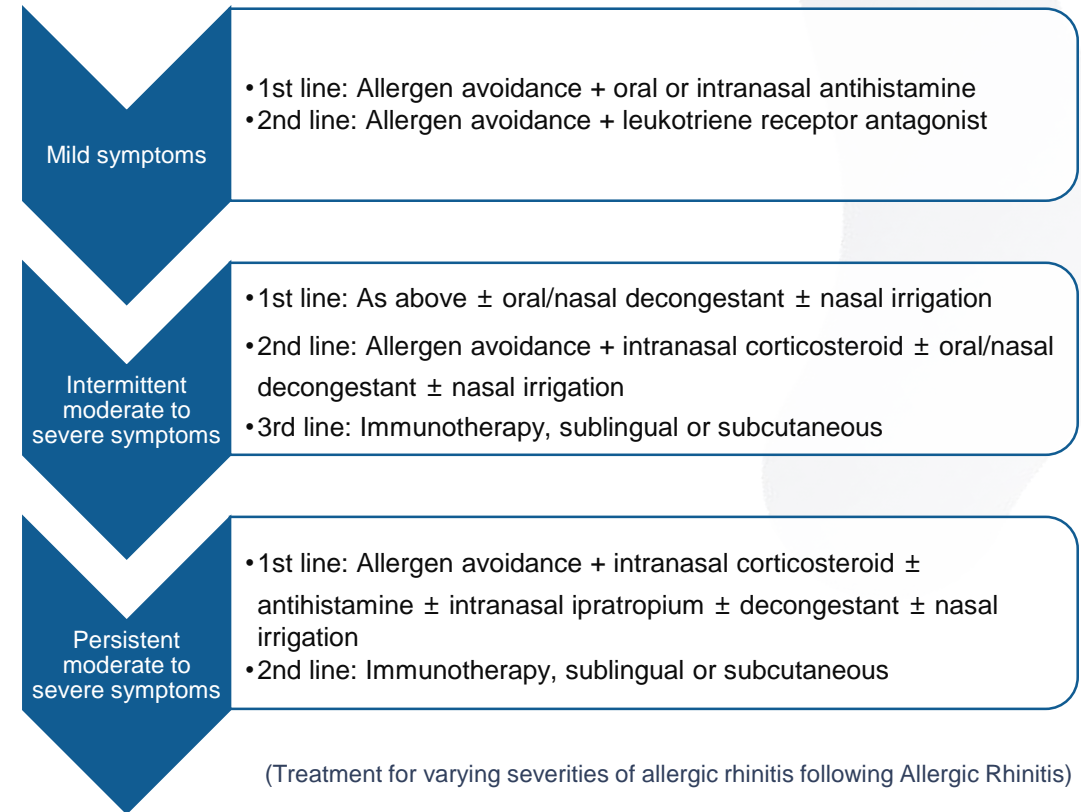 Mild symptoms
•1st line: Allergen avoidance + oral or intranasal antihistamine
•2nd line: Allergen avoidance + leukotriene receptor antagonist
Intermittent
moderate to
severe symptoms
•1st line: As above ± oral/nasal decongestant ± nasal irrigation
•2nd line: Allergen avoidance + intranasal corticosteroid ± oral/nasal
decongestant ± nasal irrigation
•3rd line: Immunotherapy, sublingual or subcutaneous
Persistent
moderate to
severe symptoms
•1st line: Allergen avoidance + intranasal corticosteroid ±
antihistamine ± intranasal ipratropium ± decongestant ± nasal
irrigation
•2nd line: Immunotherapy, sublingual or subcutaneous
(Treatment for varying severities of allergic rhinitis following Allergic Rhinitis)